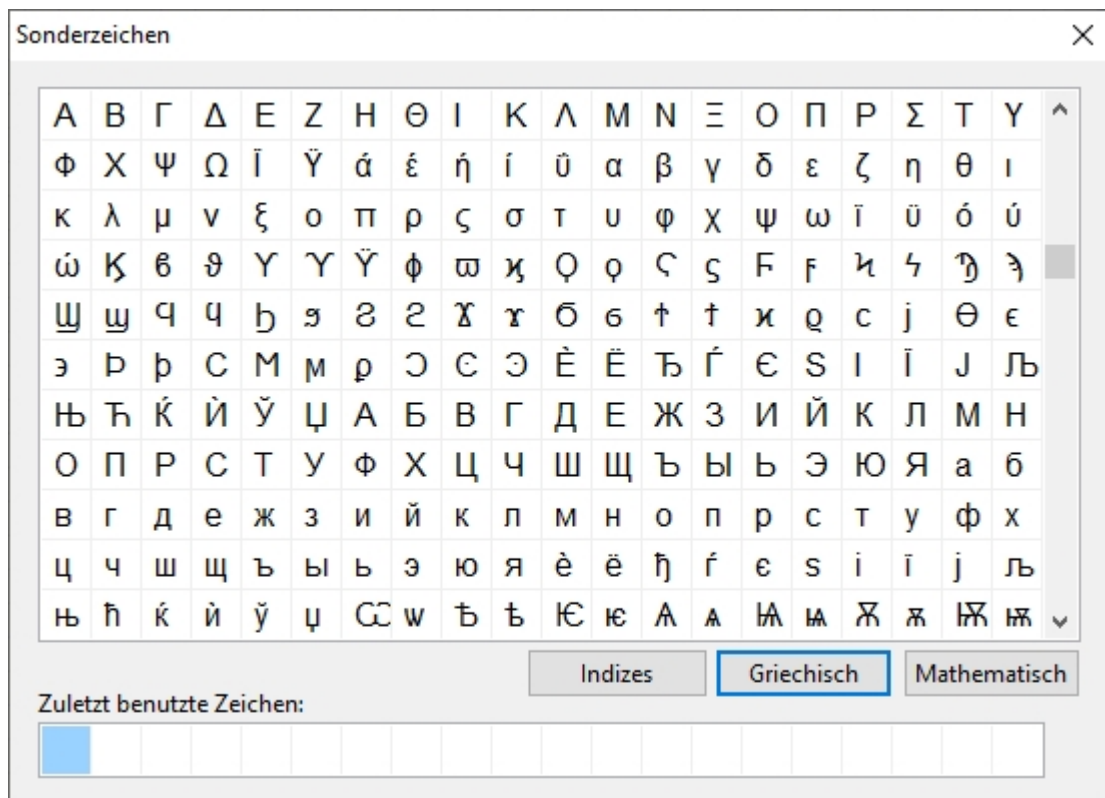 Sonderzeichen
Α Β Γ Δ Ε Ζ Η Θ Ι Κ Λ Μ Ν Ξ Ο Π Ρ Σ Τ Υ
Φ Χ Ψ Ω Ϊ Ϋ ά έ ή ί ΰ α β γ δ ε ζ η θ ι
κ λ μ ν ξ ο π ρ ς σ τ υ φ χ ψ ω ϊ ϋ ό ύ
ώ Ϗ ϐ ϑ ϒ ϓ ϔ ϕ ϖ ϗ Ϙ ϙ Ϛ ϛ Ϝ ϝ Ϟ ϟ Ϡ ϡ
Ϣ ϣ Ϥ ϥ Ϧ ϧ Ϩ ϩ Ϫ ϫ Ϭ ϭ Ϯ ϯ ϰ ϱ ϲ ϳ ϴ ϵ
϶ Ϸ ϸ Ϲ Ϻ ϻ ϼ Ͻ Ͼ Ͽ Ѐ Ё Ђ Ѓ Є Ѕ І Ї Ј Љ
Њ Ћ Ќ Ѝ Ў Џ А Б В Г Д Е Ж З И Й К Л М Н
О П Р С Т У Ф Х Ц Ч Ш Щ Ъ Ы Ь Э Ю Я а б
в г д е ж з и й к л м н о п р с т у ф х
ц ч ш щ ъ ы ь э ю я ѐ ё ђ ѓ є ѕ і ї ј љ
њ ћ ќ ѝ ў џ Ѡ ѡ Ѣ ѣ Ѥ ѥ Ѧ ѧ Ѩ ѩ Ѫ ѫ Ѭ ѭ
Indizes Griechisch Mathematisch
Zuletzt benutzte Zeichen: